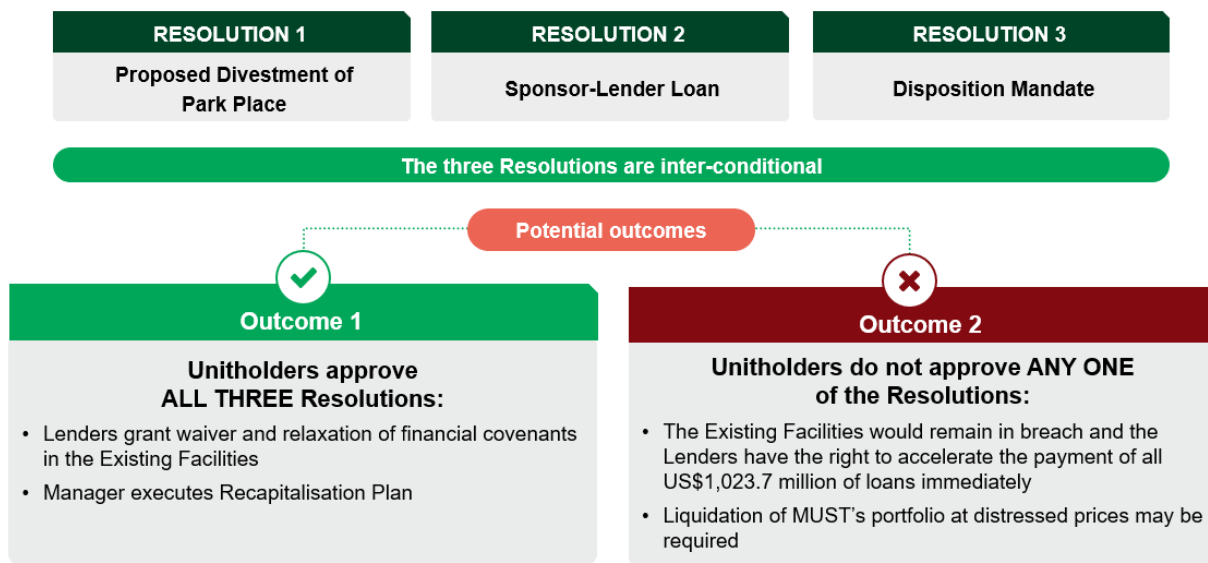 RESOLUTION 1
Proposed Divestment of
Park Place
RESOLUTION 2
Sponsor-Lender Loan
RESOLUTION 3
Disposition Mandate
The three Resolutions are inter-conditional
Potential outcomes
Outcome 1
Unitholders approve
ALL THREE Resolutions:
• Lenders grant waiver and relaxation of financial covenants
in the Existing Facilities
• Manager executes Recapitalisation Plan
Outcome 2
Unitholders do not approve ANY ONE
of the Resolutions:
• The Existing Facilities would remain in breach and the
Lenders have the right to accelerate the payment of all
US$1,023.7 million of loans immediately
• Liquidation of MUST's portfolio at distressed prices may be
required